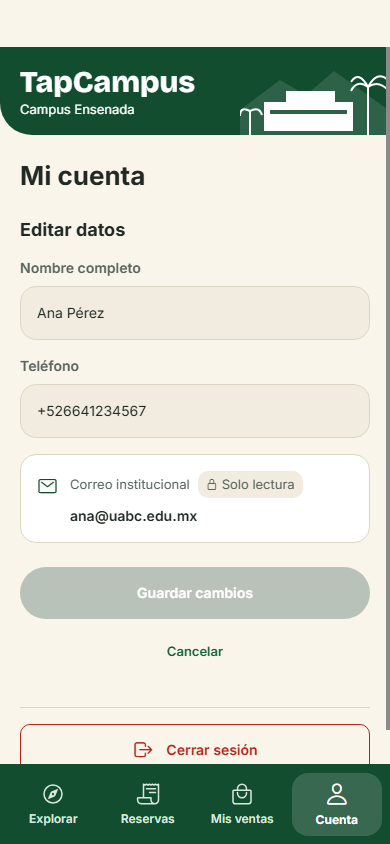 TapCampus
Campus Ensenada
Mi cuenta
Editar datos
Nombre completo
Ana Pérez
Teléfono
+526641234567
Correo institucional Solo lectura
ana@uabc.edu.mx
Guardar cambios
Cancelar
Cerrar sesión
Explorar Reservas Mis ventas Cuenta